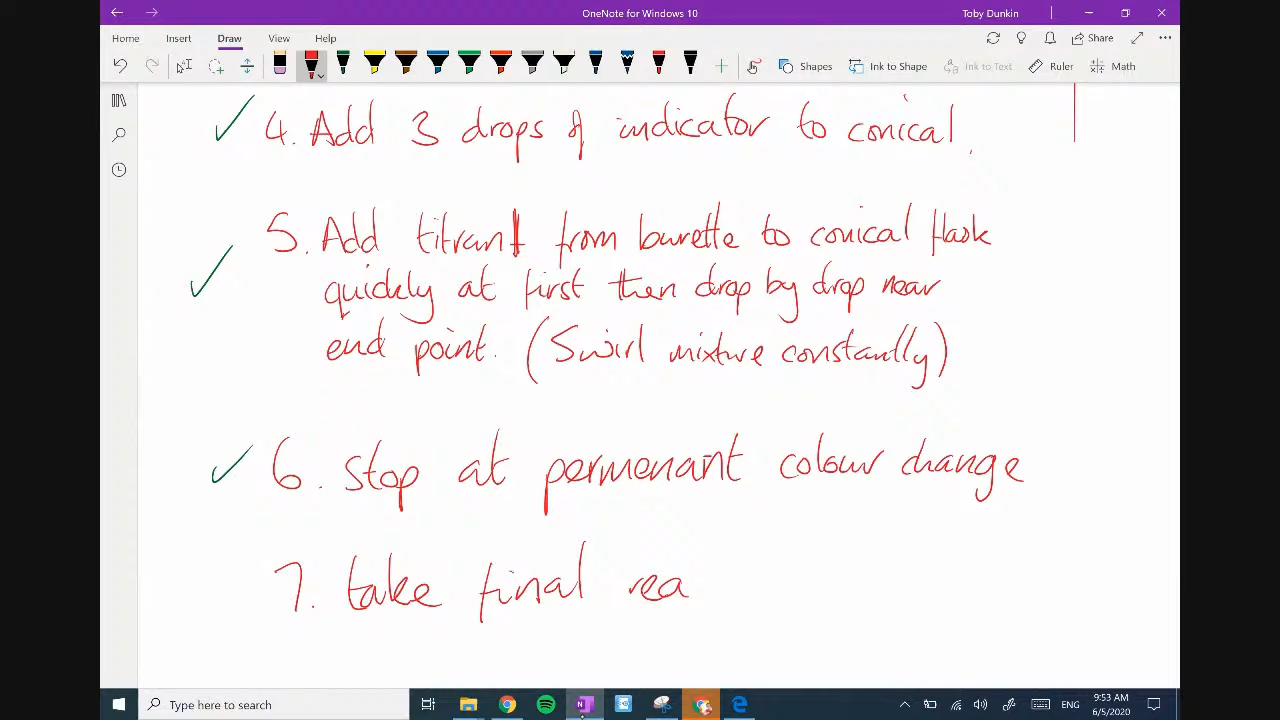 OneNote for Windows 10
Toby Dunkin
Home Insert Draw View Help
Share
Shapes Ink to Shape Ink to Text Ruler Math
4. Add 3 drops of indicator to conical
5. Add titrant from burette to conical flask
quickly at first then drop by drop near
end point. (Swirl mixture constantly)
6. Stop at permenant colour change
7. take final rea
Type here to search
ENG
9:53 AM
6/5/2020